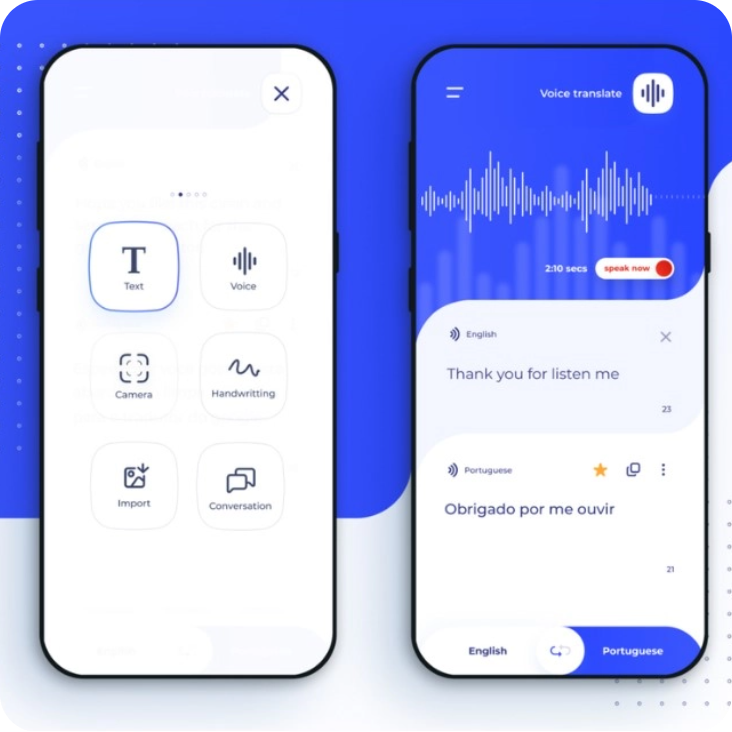 Text
Voice
Camera
Handwritting
Import
Conversation
Voice translate
2:10 secs
speak now
English
Thank you for listen me
23
Portuguese
Obrigado por me ouvir
21
English
Portuguese